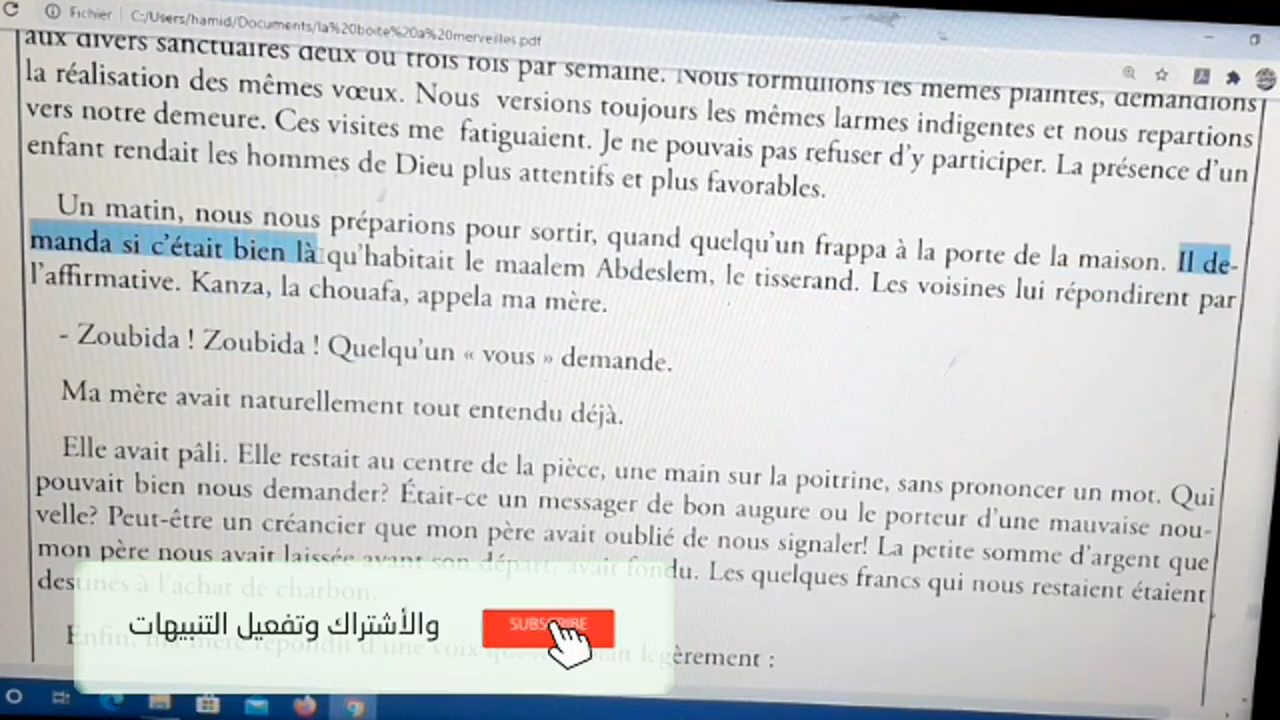 Fichier
C:/Users/hamid/Documents/la%20boite%20a%20merveilles.pdf
aux divers sanctuaires deux ou trois fois par semaine. Nous formulions les mêmes plaintes, demandions
la réalisation des mêmes vœux. Nous versions toujours les mêmes larmes indigentes et nous repartions
vers notre demeure. Ces visites me fatiguaient. Je ne pouvais pas refuser d'y participer. La présence d'un
enfant rendait les hommes de Dieu plus attentifs et plus favorables.
Un matin, nous nous préparions pour sortir, quand quelqu'un frappa à la porte de la maison. Il de-
manda si c'était bien là qu'habitait le maalem Abdeslem, le tisserand. Les voisines lui répondirent par
l'affirmative. Kanza, la chouafa, appela ma mère.
- Zoubida ! Zoubida ! Quelqu'un « vous » demande.
Ma mère avait naturellement tout entendu déjà.
Elle avait pâli. Elle restait au centre de la pièce, une main sur la poitrine, sans prononcer un mot. Qui
pouvait bien nous demander? Était-ce un messager de bon augure ou le porteur d'une mauvaise nou-
velle? Peut-être un créancier que mon père avait oublié de nous signaler! La petite somme d'argent que
mon père nous avait laissée avant son départ, avait fondu. Les quelques francs qui nous restaient étaient
destinés à l'achat de charbon.
Enfin, ma mère répondit d'une voix qui légèrement :
والأشتراك وتفعيل التنبيهات
SUBSCRIBE